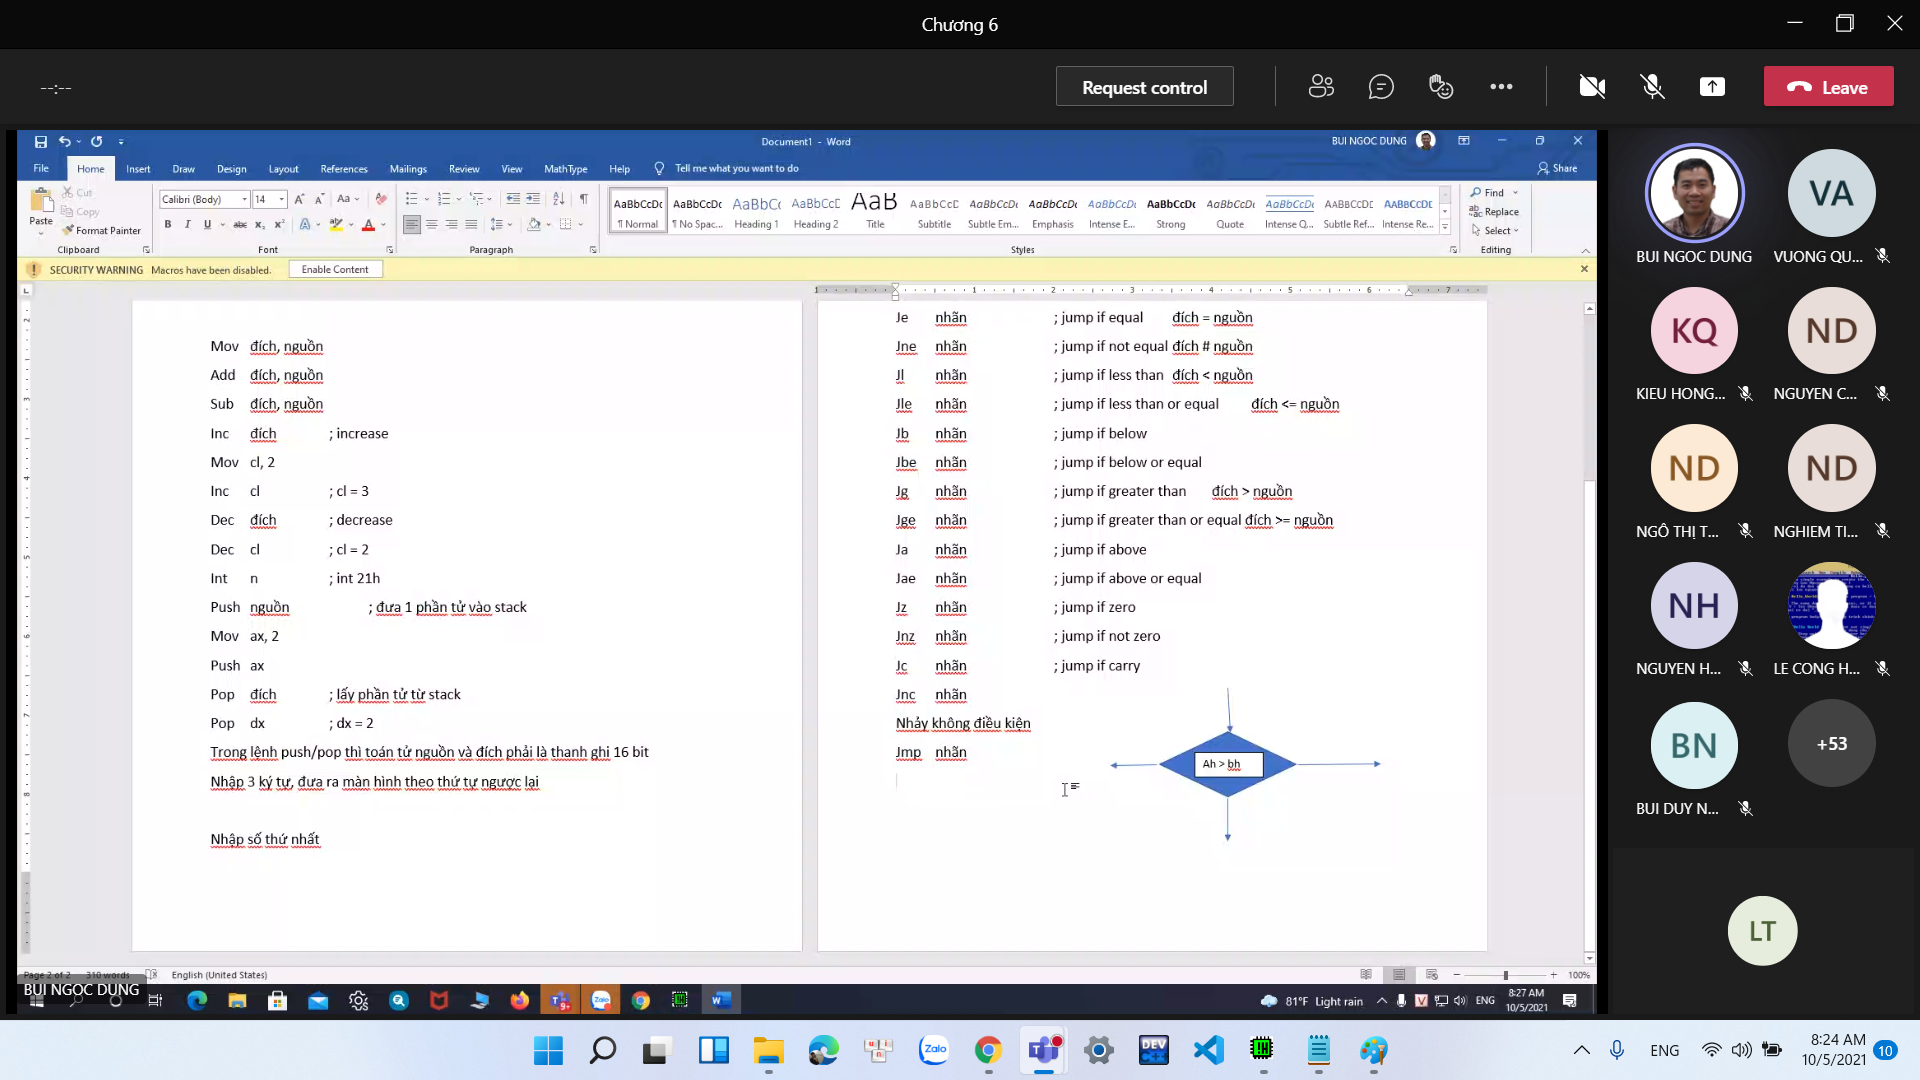 Chương 6
--:--
Request control
Leave
Document1 - Word
BUI NGOC DUNG
File Home Insert Draw Design Layout References Mailings Review View MathType Help Tell me what you want to do
Share
Paste
Cut
Copy
Format Painter
Clipboard
Calibri (Body) 14
Font
Paragraph
AaBbCcDc AaBbCcDc AaBbCc AaBbCcC AaB AaBbCcC AaBbCcDc AaBbCcDc AaBbCcDc AaBbCcDc AaBbCcDc AaBbCcDc AABBCCDC AABBCCDC
¶ Normal ¶ No Spac... Heading 1 Heading 2 Title Subtitle Subtle Em... Emphasis Intense E... Strong Quote Intense Q... Subtle Ref... Intense Re...
Styles
Find
Replace
Select
Editing
SECURITY WARNING Macros have been disabled. Enable Content
Mov đích, nguồn
Add đích, nguồn
Sub đích, nguồn
Inc đích ; increase
Mov cl, 2
Inc cl ; cl = 3
Dec đích ; decrease
Dec cl ; cl = 2
Int n ; int 21h
Push nguồn ; đưa 1 phần tử vào stack
Mov ax, 2
Push ax
Pop đích ; lấy phần tử từ stack
Pop dx ; dx = 2
Trong lệnh push/pop thì toán tử nguồn và đích phải là thanh ghi 16 bit
Nhập 3 ký tự, đưa ra màn hình theo thứ tự ngược lại
Nhập số thứ nhất
Je nhãn ; jump if equal đích = nguồn
Jne nhãn ; jump if not equal đích # nguồn
Jl nhãn ; jump if less than đích < nguồn
Jle nhãn ; jump if less than or equal đích <= nguồn
Jb nhãn ; jump if below
Jbe nhãn ; jump if below or equal
Jg nhãn ; jump if greater than đích > nguồn
Jge nhãn ; jump if greater than or equal đích >= nguồn
Ja nhãn ; jump if above
Jae nhãn ; jump if above or equal
Jz nhãn ; jump if zero
Jnz nhãn ; jump if not zero
Jc nhãn ; jump if carry
Jnc nhãn
Nhảy không điều kiện
Jmp nhãn
Ah > bh
Page 2 of 2 310 words English (United States) 100%
BUI NGOC DUNG
81°F Light rain ENG 8:27 AM
10/5/2021
BUI NGOC DUNG
VA
VUONG QU...
KQ
KIEU HONG...
ND
NGUYEN C...
ND
NGÔ THỊ T...
ND
NGHIEM TI...
NH
NGUYEN H...
LE CONG H...
BN
BUI DUY N...
+53
LT
Zalo
DEV C++
ENG
8:24 AM
10/5/2021
10